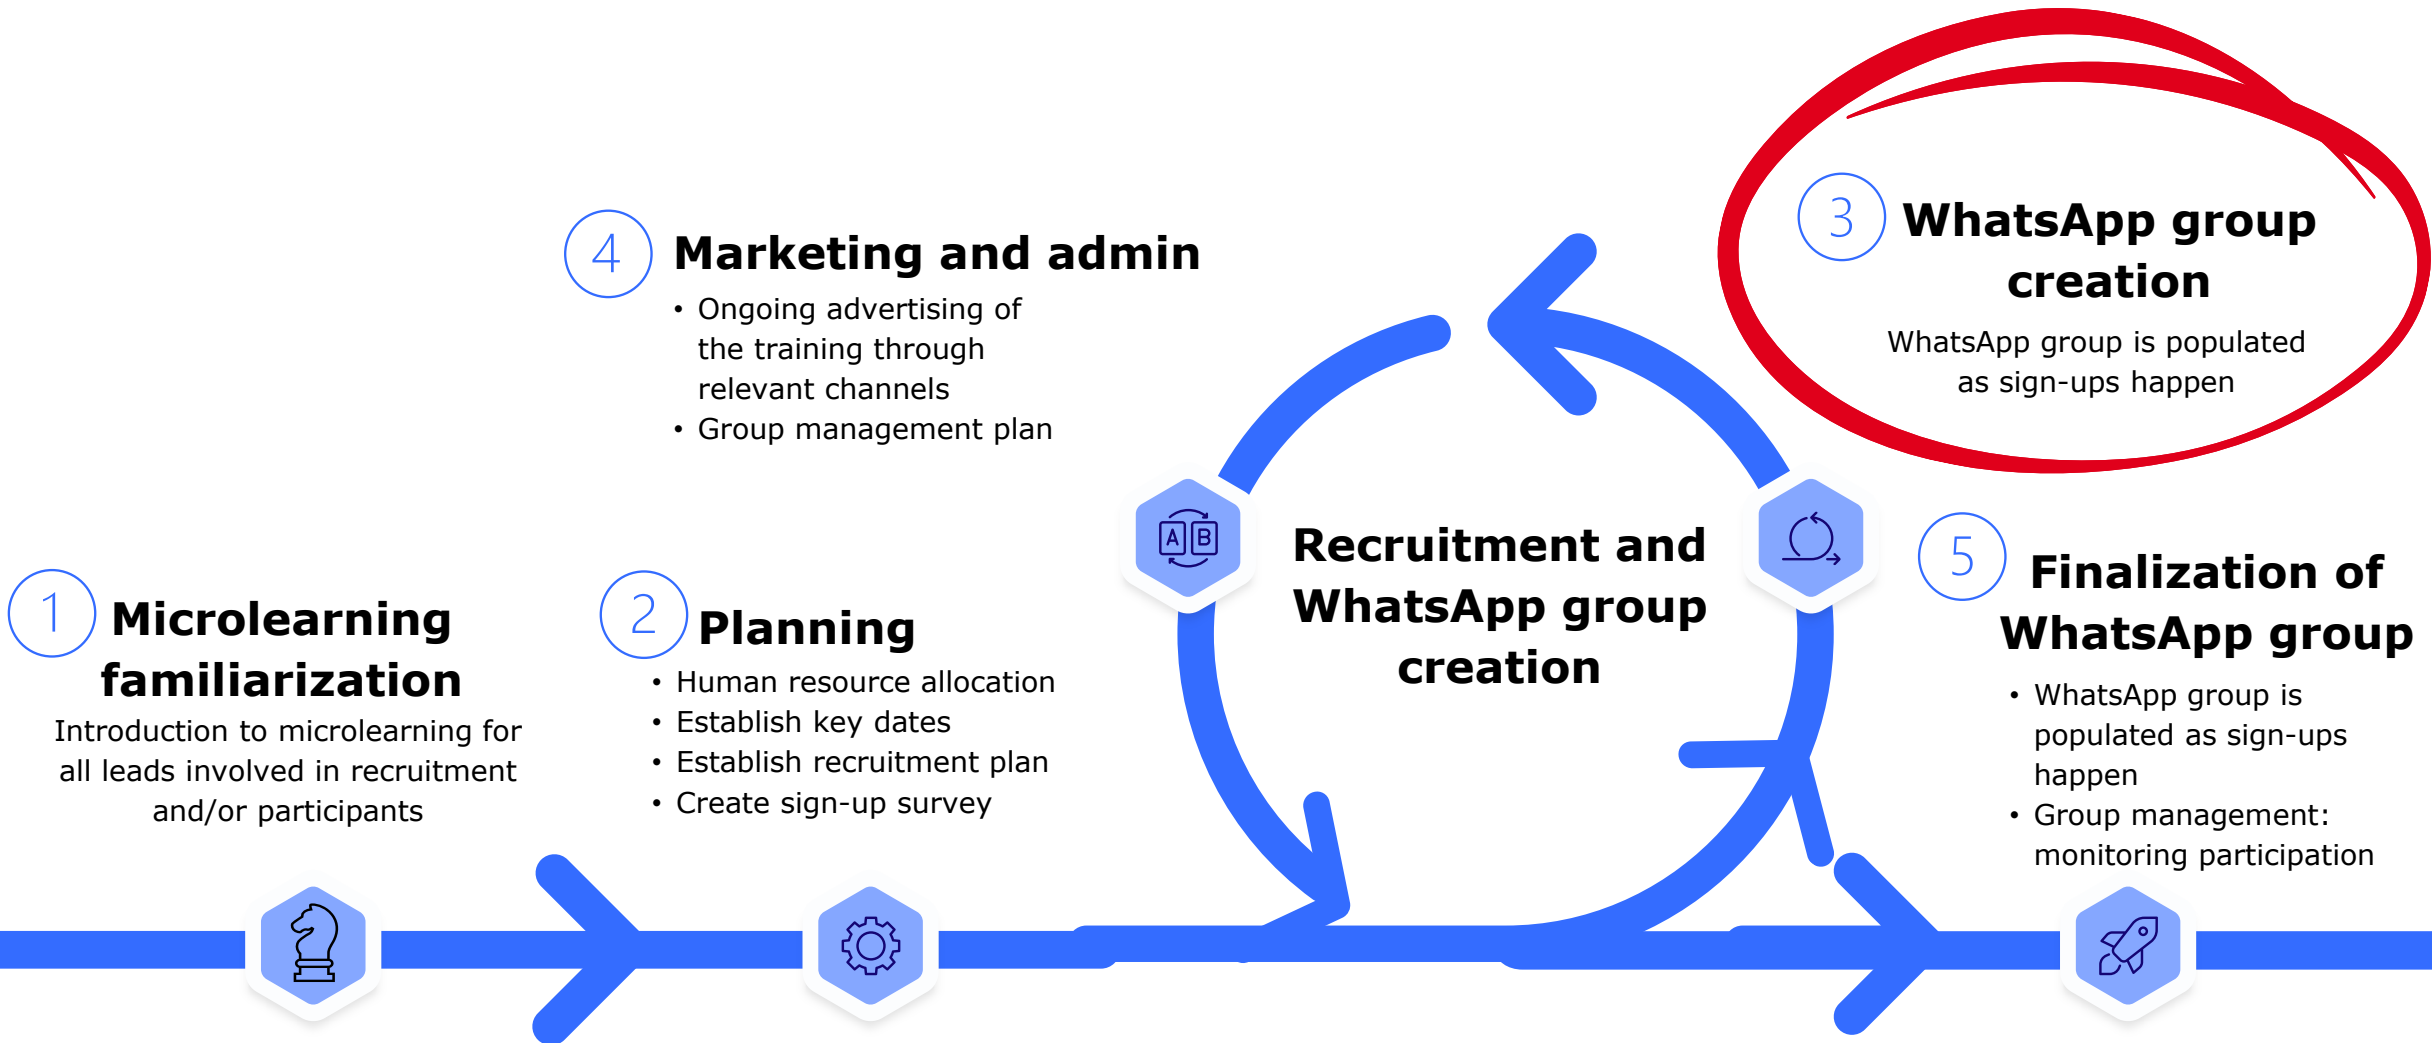 1
Microlearning
familiarization
Introduction to microlearning for
all leads involved in recruitment
and/or participants
2
Planning
• Human resource allocation
• Establish key dates
• Establish recruitment plan
• Create sign-up survey
3
WhatsApp group
creation
WhatsApp group is populated
as sign-ups happen
4
Marketing and admin
• Ongoing advertising of
the training through
relevant channels
• Group management plan
A B
Recruitment and
WhatsApp group
creation
5
Finalization of
WhatsApp group
• WhatsApp group is
populated as sign-ups
happen
• Group management:
monitoring participation